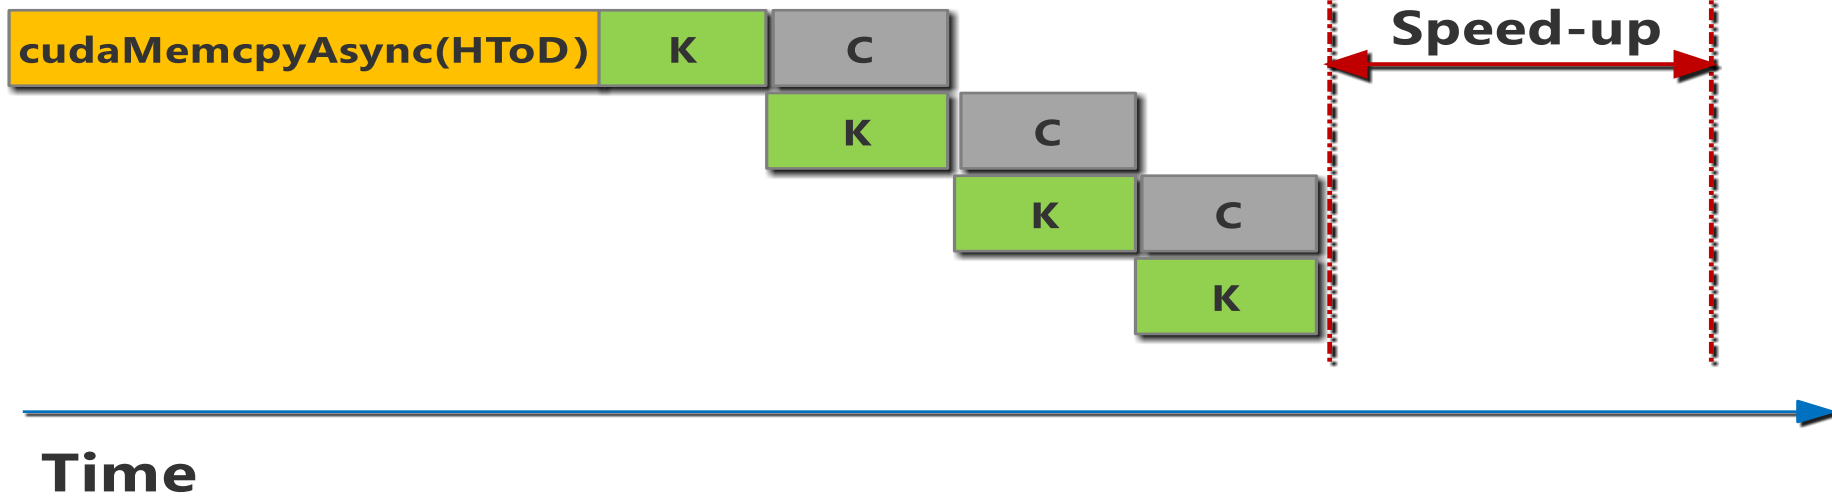 Speed-up
cudaMemcpyAsync(HToD) K C
K C
K C
K
Time